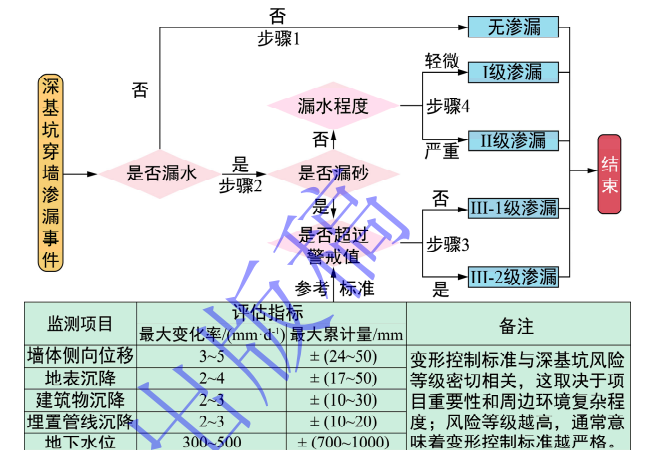 否
步骤1
无渗漏
深基坑穿墙渗漏事件
否
轻微
I级渗漏
漏水程度
步骤4
否
严重
II级渗漏
是否漏水
是
步骤2
是否漏砂
结束
是
否
III-1级渗漏
是否超过
警戒值
步骤3
参考 标准
是
III-2级渗漏
监测项目
评估指标
备注
最大变化率/(mm·d-1) 最大累计量/mm
墙体侧向位移 3~5 ± (24~50)
地表沉降 2~4 ± (17~50)
建筑物沉降 2~3 ± (10~30)
埋置管线沉降 2~3 ± (10~20)
地下水位 300~500 ± (700~1000)
变形控制标准与深基坑风险
等级密切相关，这取决于项
目重要性和周边环境复杂程
度；风险等级越高，通常意
味着变形控制标准越严格。
出版稿